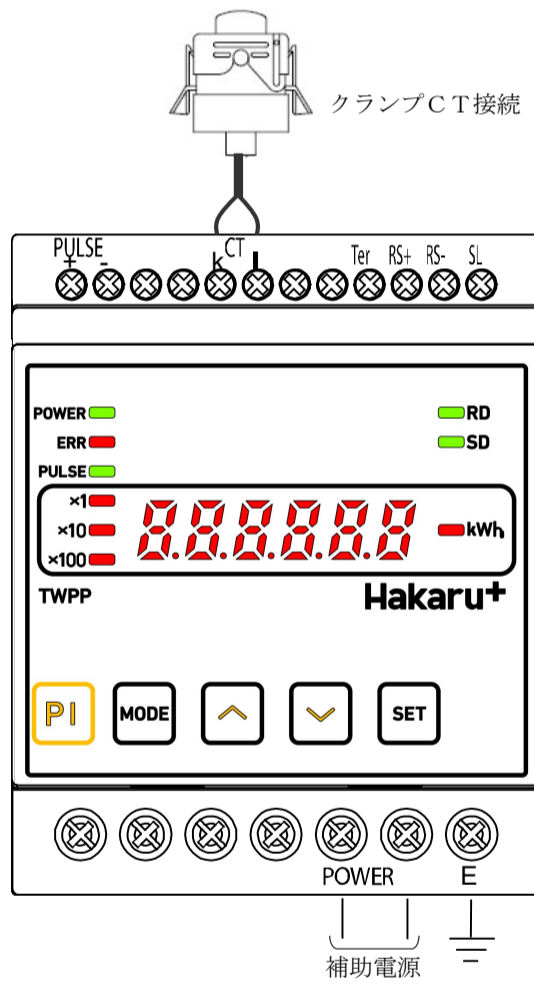 クランプＣＴ接続
PULSE CT Ter RS+ RS- SL
+ - k l
POWER RD
ERR SD
PULSE
×1
×10 8.8.8.8.8.8 kWh
×100
TWPP Hakaru+
PI MODE SET
POWER E
補助電源